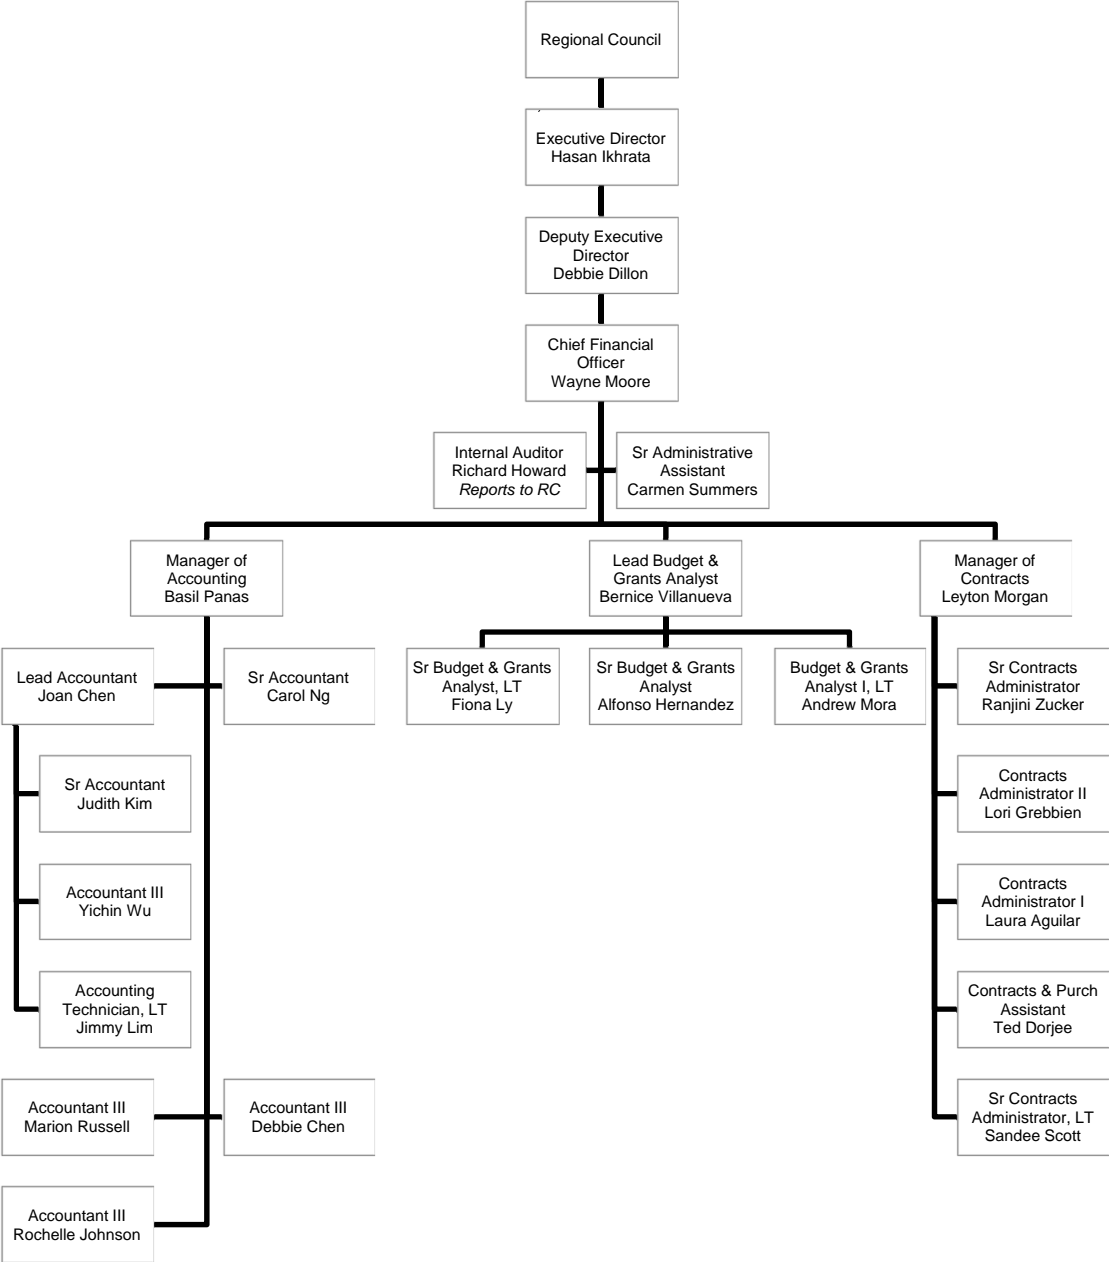 Regional Council
Executive Director
Hasan Ikhrata
Deputy Executive
Director
Debbie Dillon
Chief Financial
Officer
Wayne Moore
Internal Auditor
Richard Howard
Reports to RC
Sr Administrative
Assistant
Carmen Summers
Manager of
Accounting
Basil Panas
Lead Budget &
Grants Analyst
Bernice Villanueva
Manager of
Contracts
Leyton Morgan
Lead Accountant
Joan Chen
Sr Accountant
Carol Ng
Sr Budget & Grants
Analyst, LT
Fiona Ly
Sr Budget & Grants
Analyst
Alfonso Hernandez
Budget & Grants
Analyst I, LT
Andrew Mora
Sr Contracts
Administrator
Ranjini Zucker
Sr Accountant
Judith Kim
Contracts
Administrator II
Lori Grebbien
Accountant III
Yichin Wu
Contracts
Administrator I
Laura Aguilar
Accounting
Technician, LT
Jimmy Lim
Contracts & Purch
Assistant
Ted Dorjee
Accountant III
Marion Russell
Accountant III
Debbie Chen
Sr Contracts
Administrator, LT
Sandee Scott
Accountant III
Rochelle Johnson